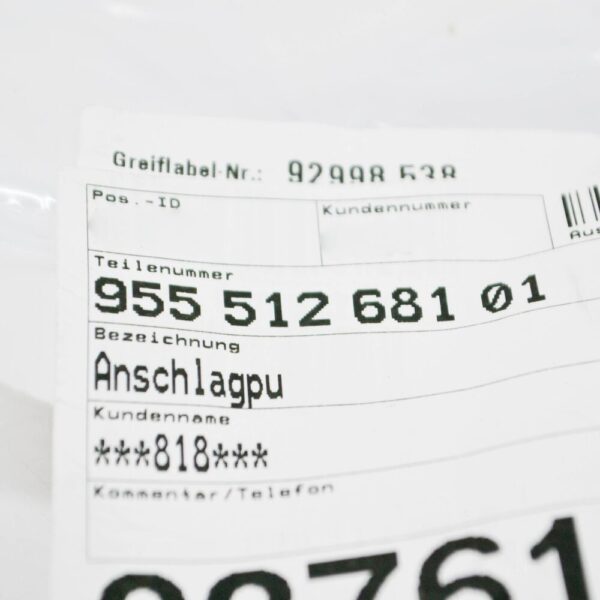 Greiflabel-Nr.: 92998 538
Pos.-ID Kundennummer
Teilenummer
955 512 681 01
Bezeichnung
Anschlagpu
Kundenname
***818***
Kommentar/Telefon